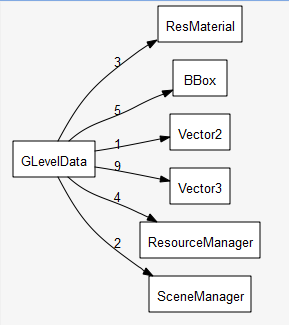 ResMaterial
3
5
BBox
1
Vector2
GLevelData
9
Vector3
4
ResourceManager
2
SceneManager